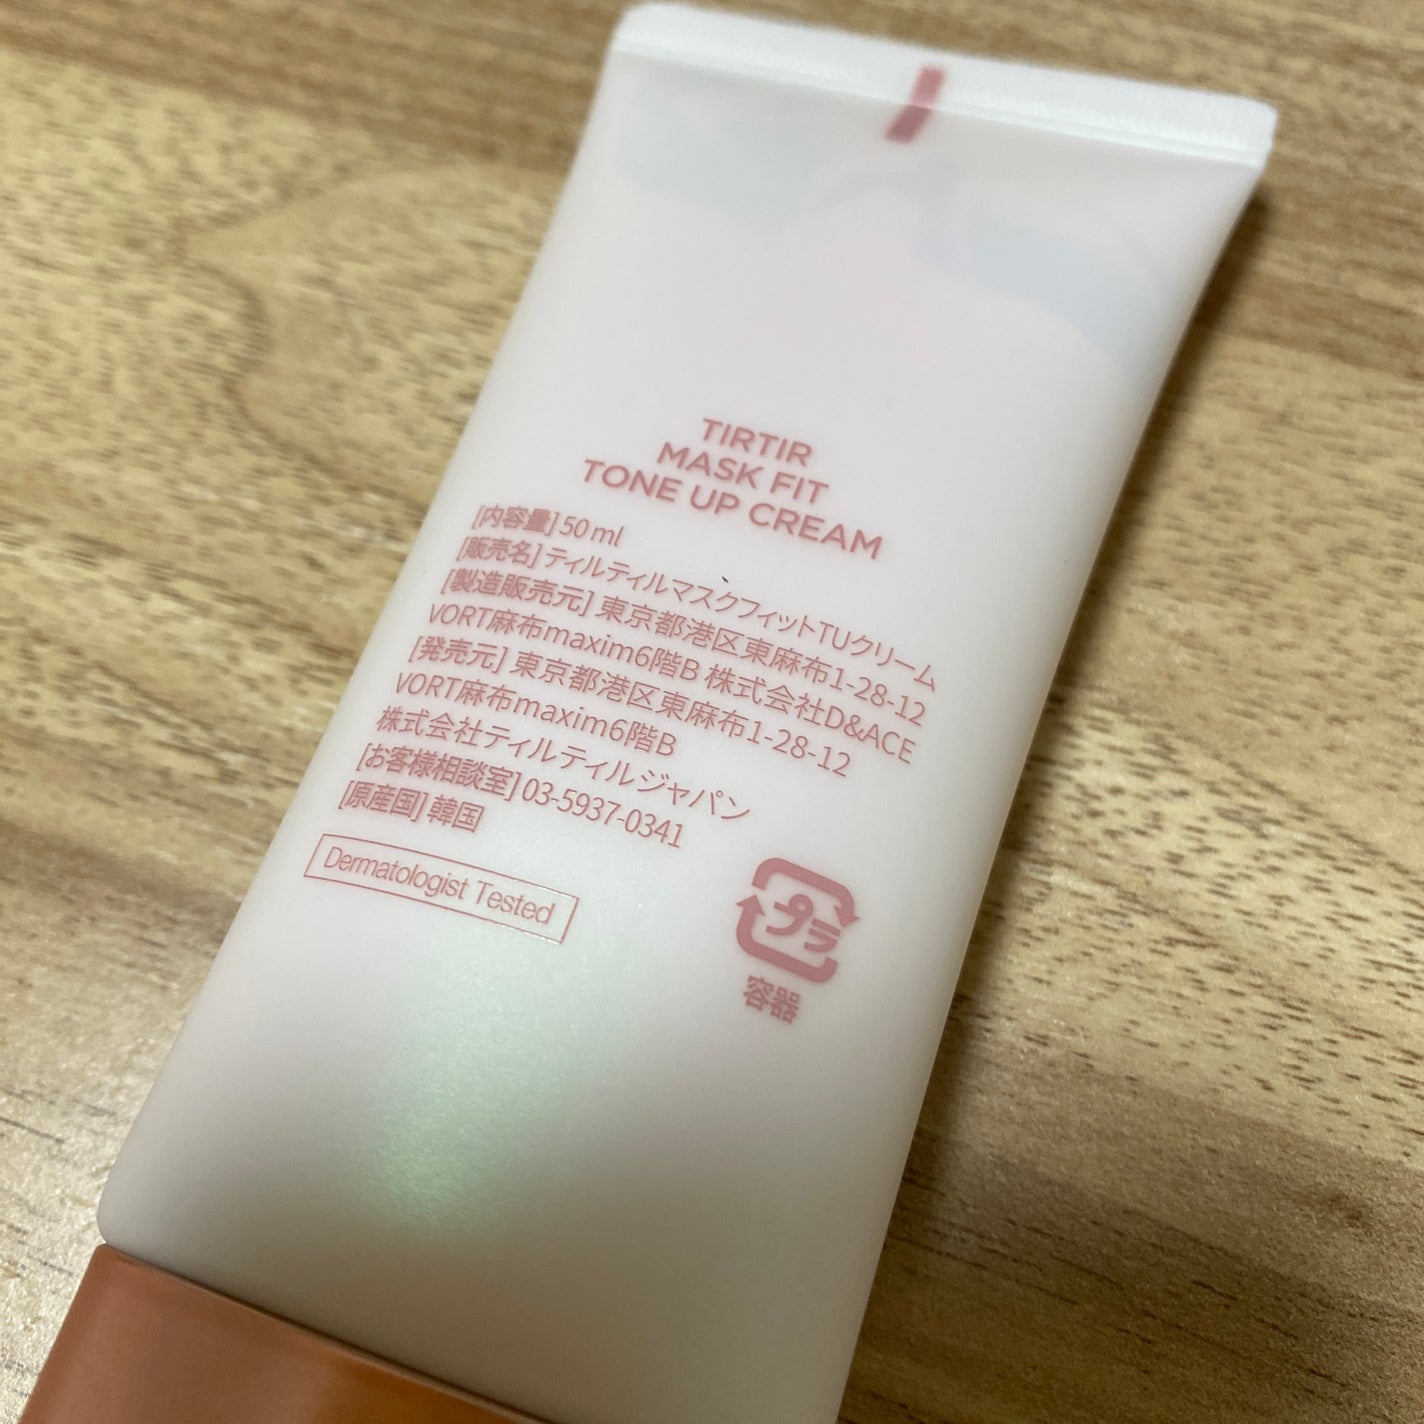 TIRTIR
MASK FIT
TONE UP CREAM
[内容量] 50 ml
[販売名] ティルティルマスクフィットTUクリーム
[製造販売元] 東京都港区東麻布1-28-12
VORT麻布maxim6階B 株式会社D&ACE
[発売元] 東京都港区東麻布1-28-12
VORT麻布maxim6階B
株式会社ティルティルジャパン
[お客様相談室] 03-5937-0341
[原産国] 韓国
Dermatologist Tested
プラ
容器